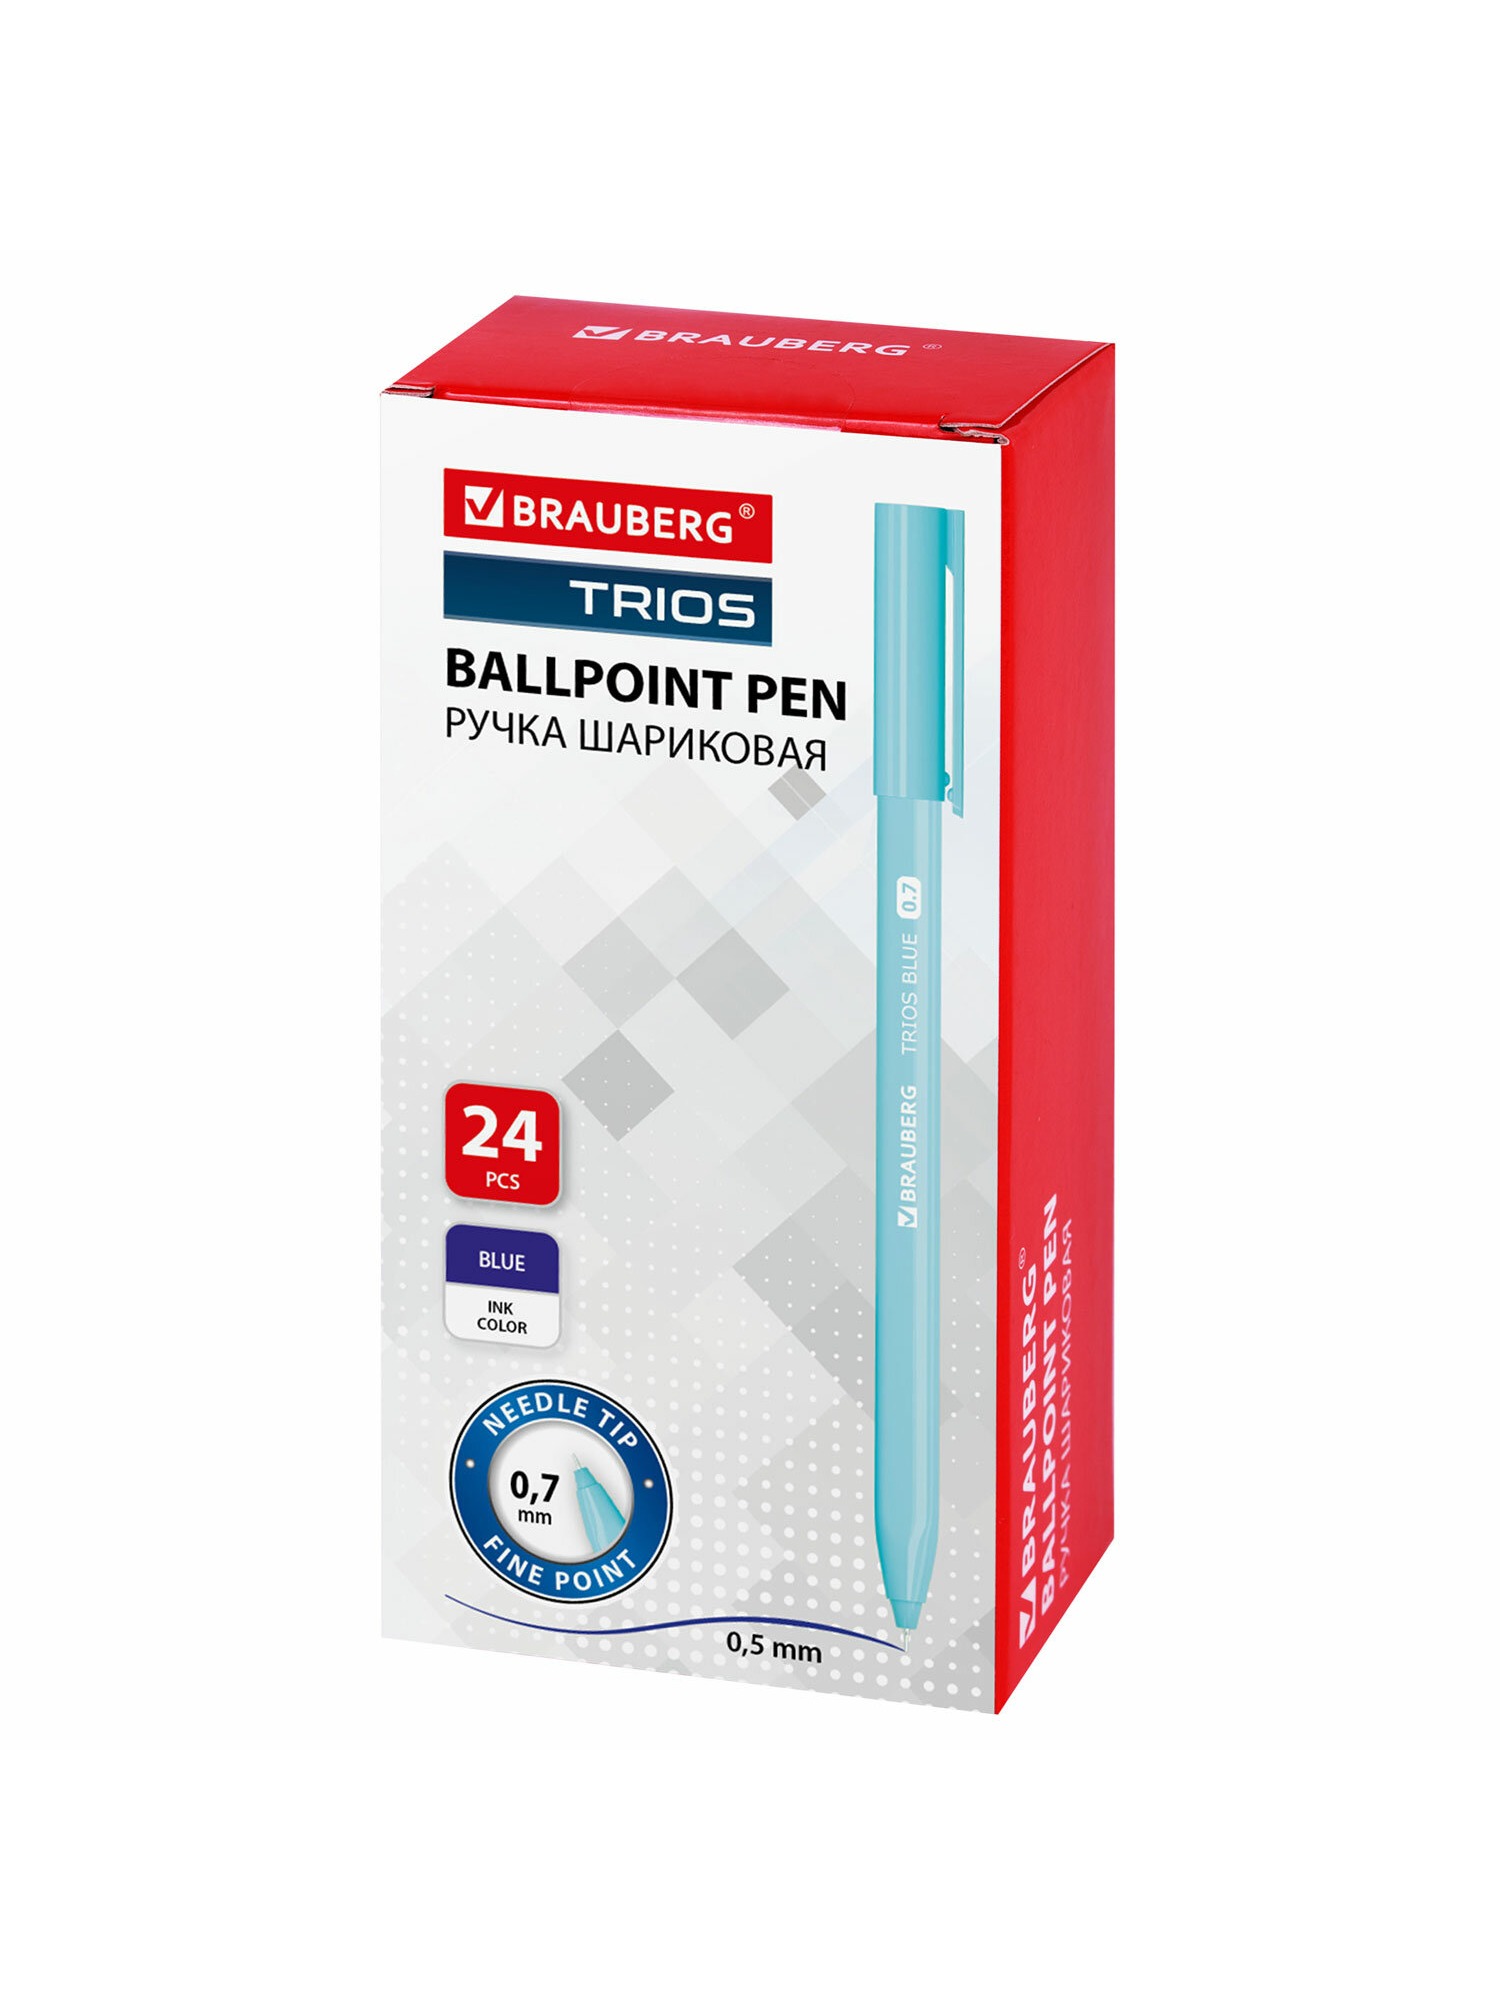 BRAUBERG®
BRAUBERG®
TRIOS
BALLPOINT PEN
РУЧКА ШАРИКОВАЯ
BRAUBERG TRIOS BLUE 0.7
24
PCS
BLUE
INK
COLOR
NEEDLE TIP
0,7
mm
FINE POINT
0,5 mm
BRAUBERG®
BALLPOINT PEN
РУЧКА ШАРИКОВАЯ